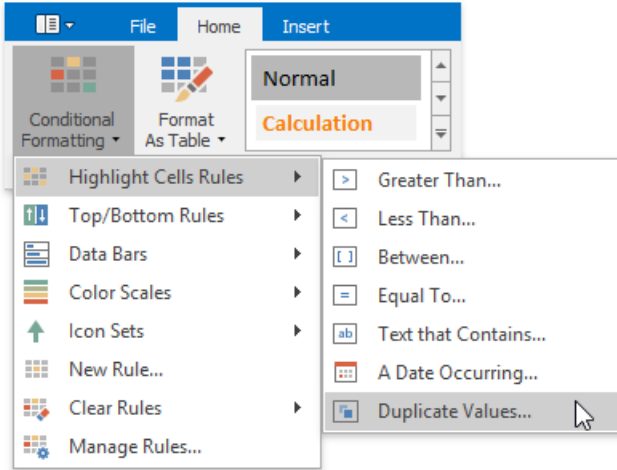 File Home Insert
Normal
Conditional Formatting
Format As Table
Calculation
Highlight Cells Rules
Top/Bottom Rules
Data Bars
Color Scales
Icon Sets
New Rule...
Clear Rules
Manage Rules...
Greater Than...
Less Than...
Between...
Equal To...
ab Text that Contains...
A Date Occurring...
Duplicate Values...